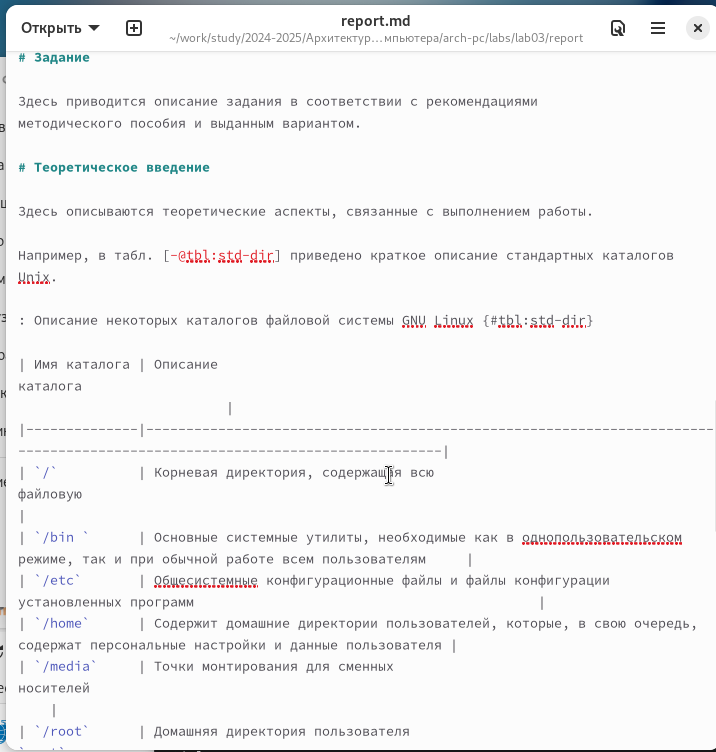 Открыть
report.md
~/work/study/2024-2025/Архитектур…мпьютера/arch-pc/labs/lab03/report
# Задание
Здесь приводится описание задания в соответствии с рекомендациями
методического пособия и выданным вариантом.
# Теоретическое введение
Здесь описываются теоретические аспекты, связанные с выполнением работы.
Например, в табл. [-@tbl:std-dir] приведено краткое описание стандартных каталогов
Unix.
: Описание некоторых каталогов файловой системы GNU Linux {#tbl:std-dir}
| Имя каталога | Описание
каталога
|
|--------------|-----------------------------------------------------------------------
-----------------------------------------------------|
| `/` | Корневая директория, содержащая всю
файловую
|
| `/bin ` | Основные системные утилиты, необходимые как в однопользовательском
режиме, так и при обычной работе всем пользователям |
| `/etc` | Общесистемные конфигурационные файлы и файлы конфигурации
установленных программ |
| `/home` | Содержит домашние директории пользователей, которые, в свою очередь,
содержат персональные настройки и данные пользователя |
| `/media` | Точки монтирования для сменных
носителей
|
| `/root` | Домашняя директория пользователя